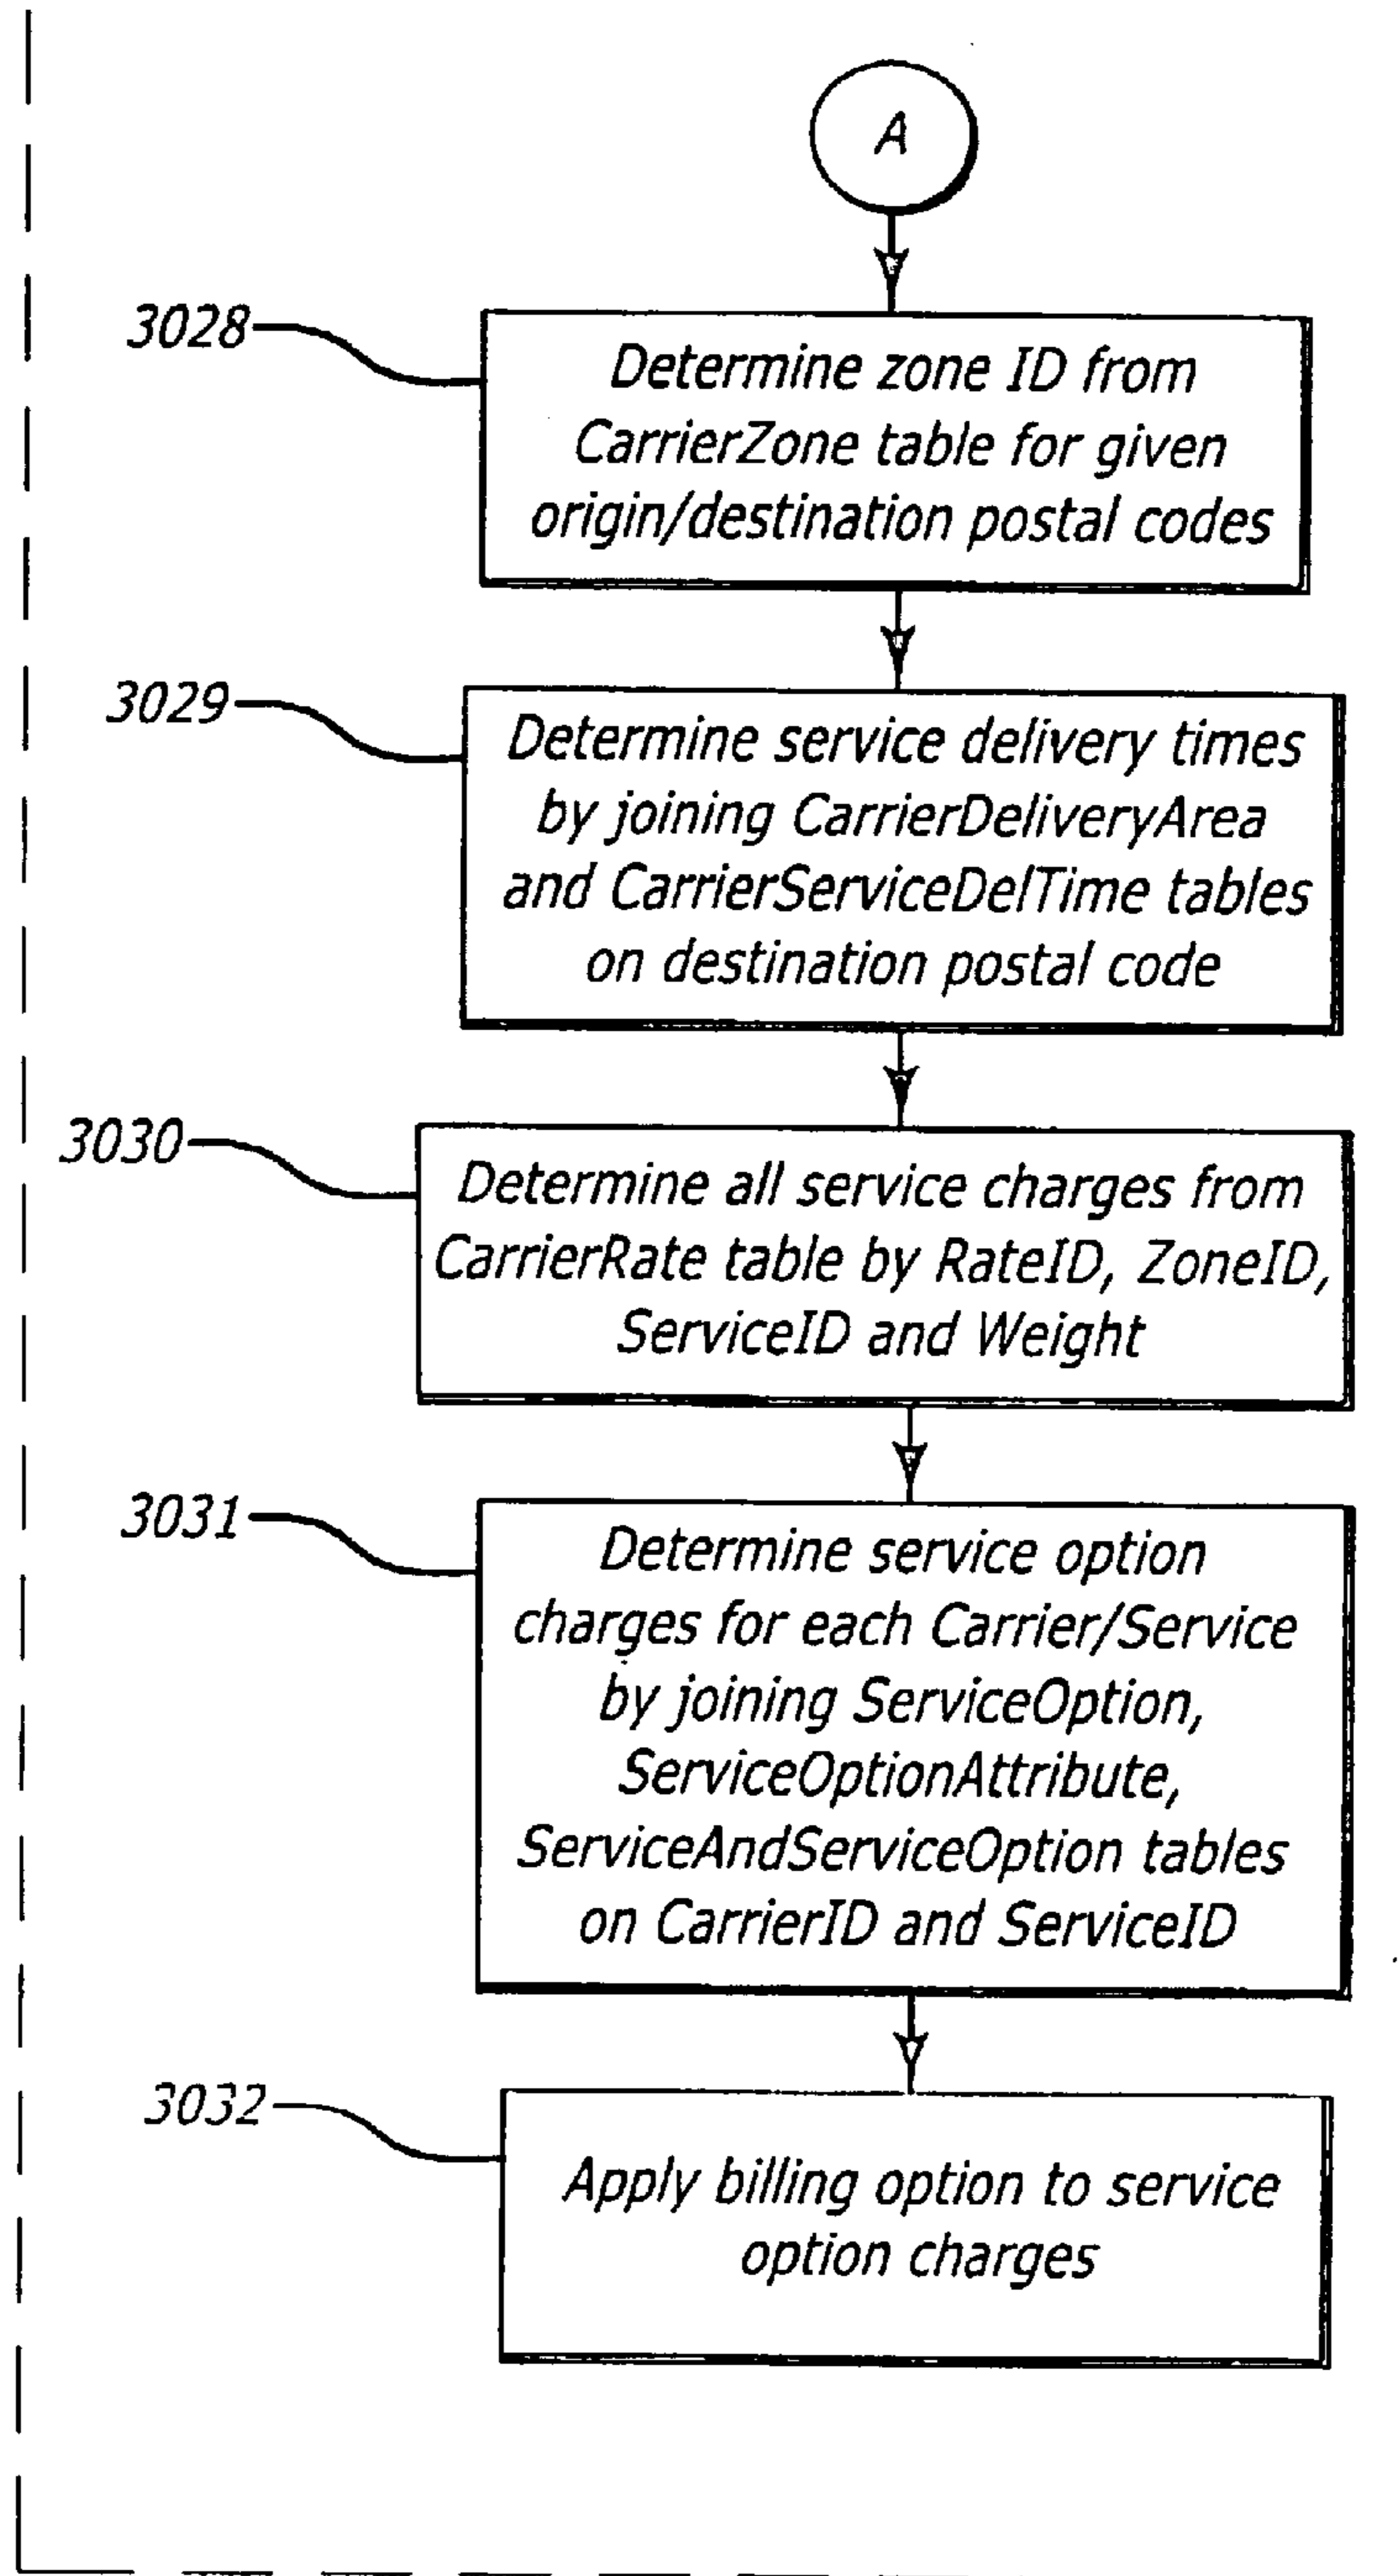 A
3028
Determine zone ID from
CarrierZone table for given
origin/destination postal codes
3029
Determine service delivery times
by joining CarrierDeliveryArea
and CarrierServiceDelTime tables
on destination postal code
3030
Determine all service charges from
CarrierRate table by RateID, ZoneID,
ServiceID and Weight
3031
Determine service option
charges for each Carrier/Service
by joining ServiceOption,
ServiceOptionAttribute,
ServiceAndServiceOption tables
on CarrierID and ServiceID
3032
Apply billing option to service
option charges